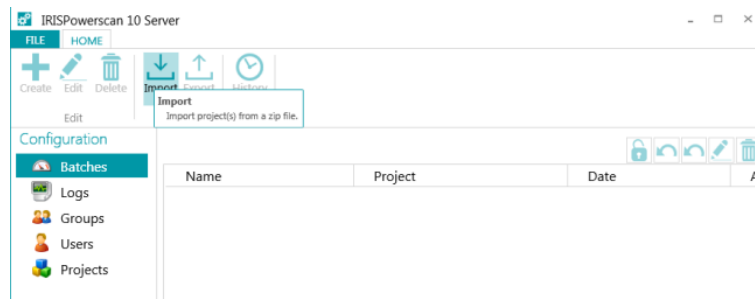 IRISPowerscan 10 Server
FILE HOME
Create Edit Delete Import Export History
Import
Import project(s) from a zip file.
Edit
Configuration
Batches
Name Project Date A
Logs
Groups
Users
Projects